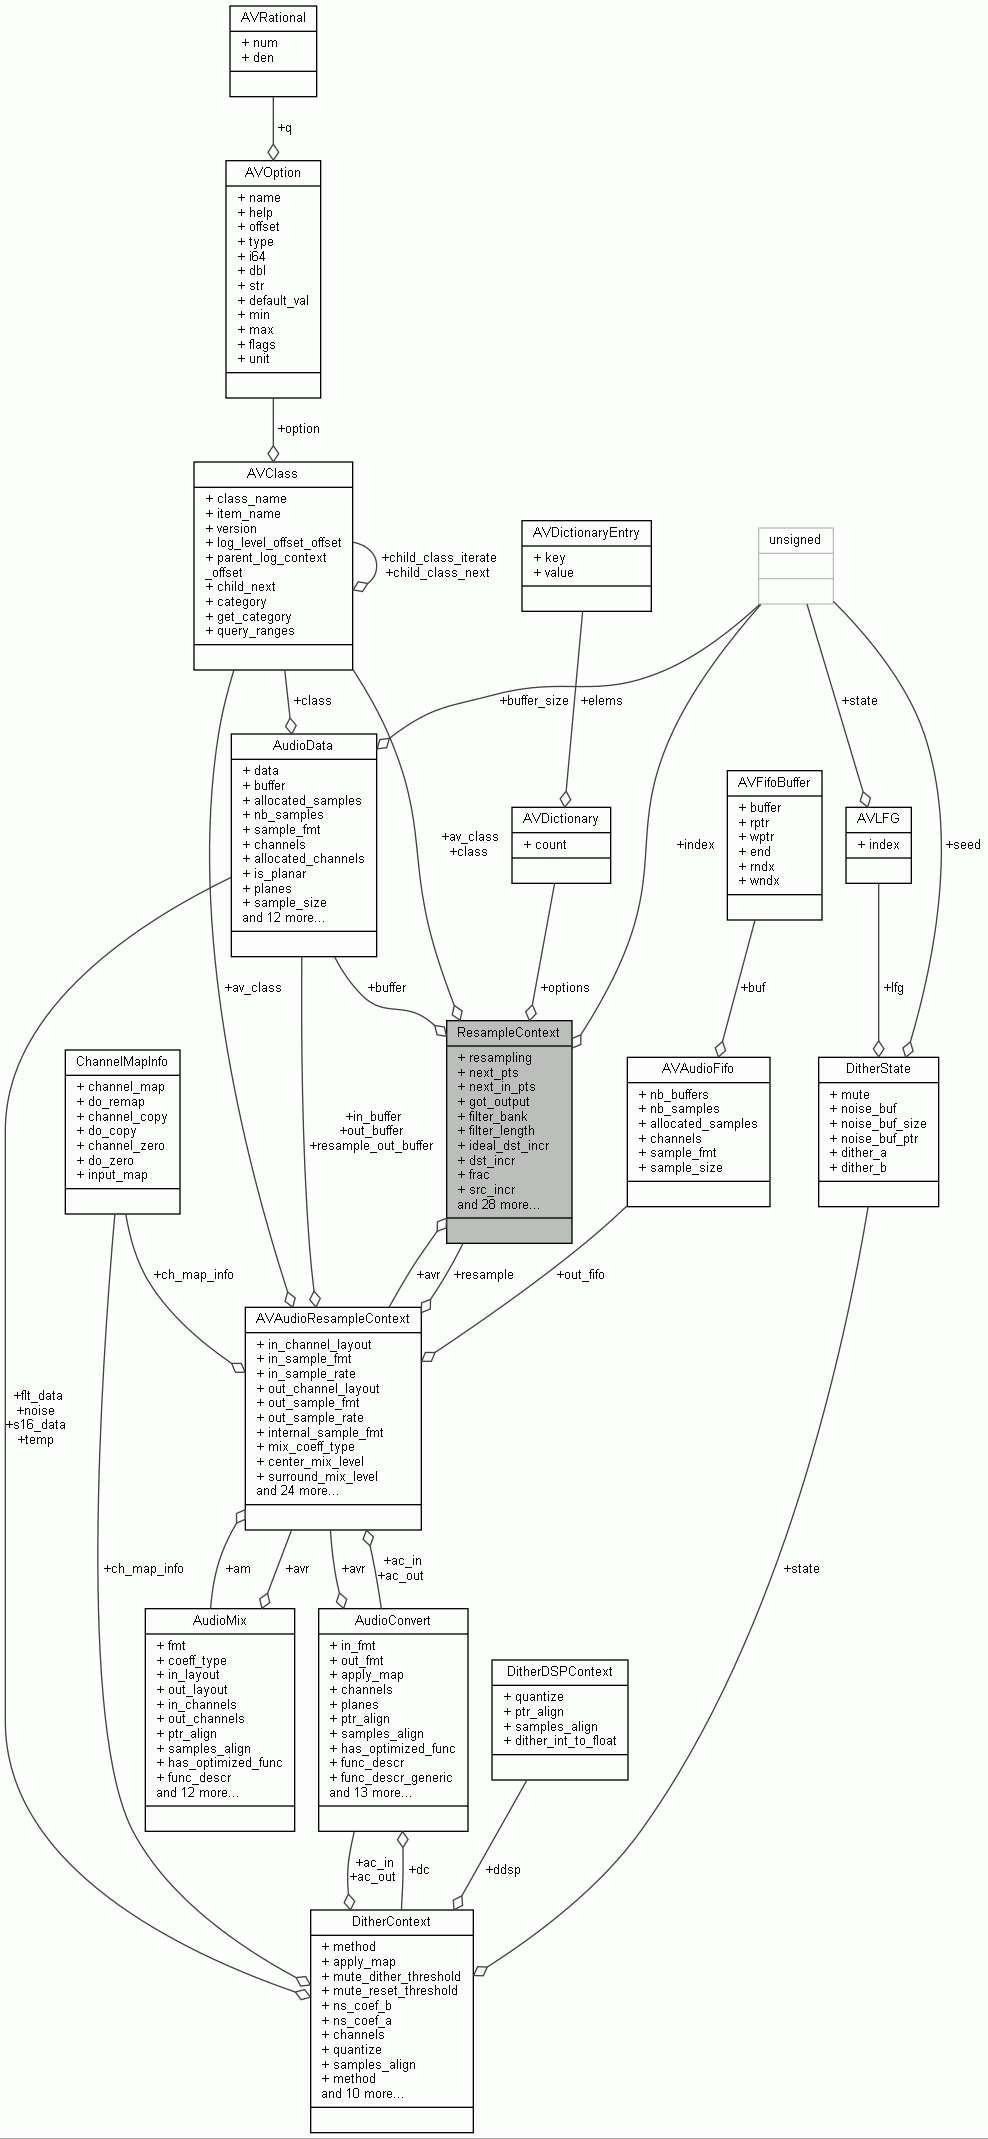 AVRational
+ num
+ den
+q
AVOption
+ name
+ help
+ offset
+ type
+ i64
+ dbl
+ str
+ default_val
+ min
+ max
+ flags
+ unit
+option
AVClass
+ class_name
+ item_name
+ version
+ log_level_offset_offset
+ parent_log_context
_offset
+ child_next
+ category
+ get_category
+ query_ranges
+child_class_iterate
+child_class_next
AVDictionaryEntry
+ key
+ value
unsigned
+class
+buffer_size
+elems
+state
AudioData
+ data
+ buffer
+ allocated_samples
+ nb_samples
+ sample_fmt
+ channels
+ allocated_channels
+ is_planar
+ planes
+ sample_size
and 12 more...
+av_class
+class
AVDictionary
+ count
+index
AVFifoBuffer
+ buffer
+ rptr
+ wptr
+ end
+ rndx
+ wndx
AVLFG
+ index
+seed
+av_class
+buffer
+options
+buf
+lfg
ChannelMapInfo
+ channel_map
+ do_remap
+ channel_copy
+ do_copy
+ channel_zero
+ do_zero
+ input_map
+in_buffer
+out_buffer
+resample_out_buffer
ResampleContext
+ resampling
+ next_pts
+ next_in_pts
+ got_output
+ filter_bank
+ filter_length
+ ideal_dst_incr
+ dst_incr
+ frac
+ src_incr
and 28 more...
AVAudioFifo
+ nb_buffers
+ nb_samples
+ allocated_samples
+ channels
+ sample_fmt
+ sample_size
DitherState
+ mute
+ noise_buf
+ noise_buf_size
+ noise_buf_ptr
+ dither_a
+ dither_b
+ch_map_info
+avr
+resample
+out_fifo
AVAudioResampleContext
+ in_channel_layout
+ in_sample_fmt
+ in_sample_rate
+ out_channel_layout
+ out_sample_fmt
+ out_sample_rate
+ internal_sample_fmt
+ mix_coeff_type
+ center_mix_level
+ surround_mix_level
and 24 more...
+flt_data
+noise
+s16_data
+temp
+ch_map_info
+am
+avr
+avr
+ac_in
+ac_out
+state
AudioMix
+ fmt
+ coeff_type
+ in_layout
+ out_layout
+ in_channels
+ out_channels
+ ptr_align
+ samples_align
+ has_optimized_func
+ func_descr
and 12 more...
AudioConvert
+ in_fmt
+ out_fmt
+ apply_map
+ channels
+ planes
+ ptr_align
+ samples_align
+ has_optimized_func
+ func_descr
+ func_descr_generic
and 13 more...
DitherDSPContext
+ quantize
+ ptr_align
+ samples_align
+ dither_int_to_float
+ac_in
+ac_out
+dc
+ddsp
DitherContext
+ method
+ apply_map
+ mute_dither_threshold
+ mute_reset_threshold
+ ns_coef_b
+ ns_coef_a
+ channels
+ quantize
+ samples_align
+ method
and 10 more...